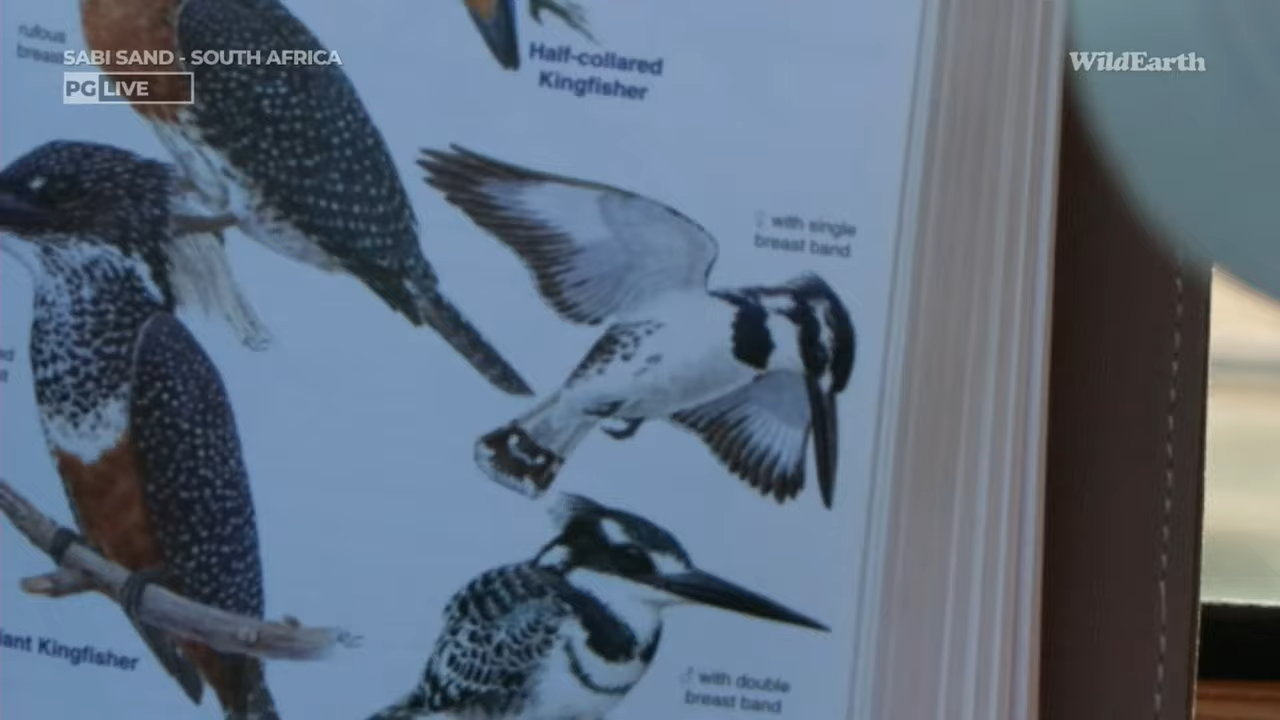 rufous
SABI SAND - SOUTH AFRICA
PG LIVE
WildEarth
Half-collared
Kingfisher
♀ with single
breast band
iant Kingfisher
♂ with double
breast band